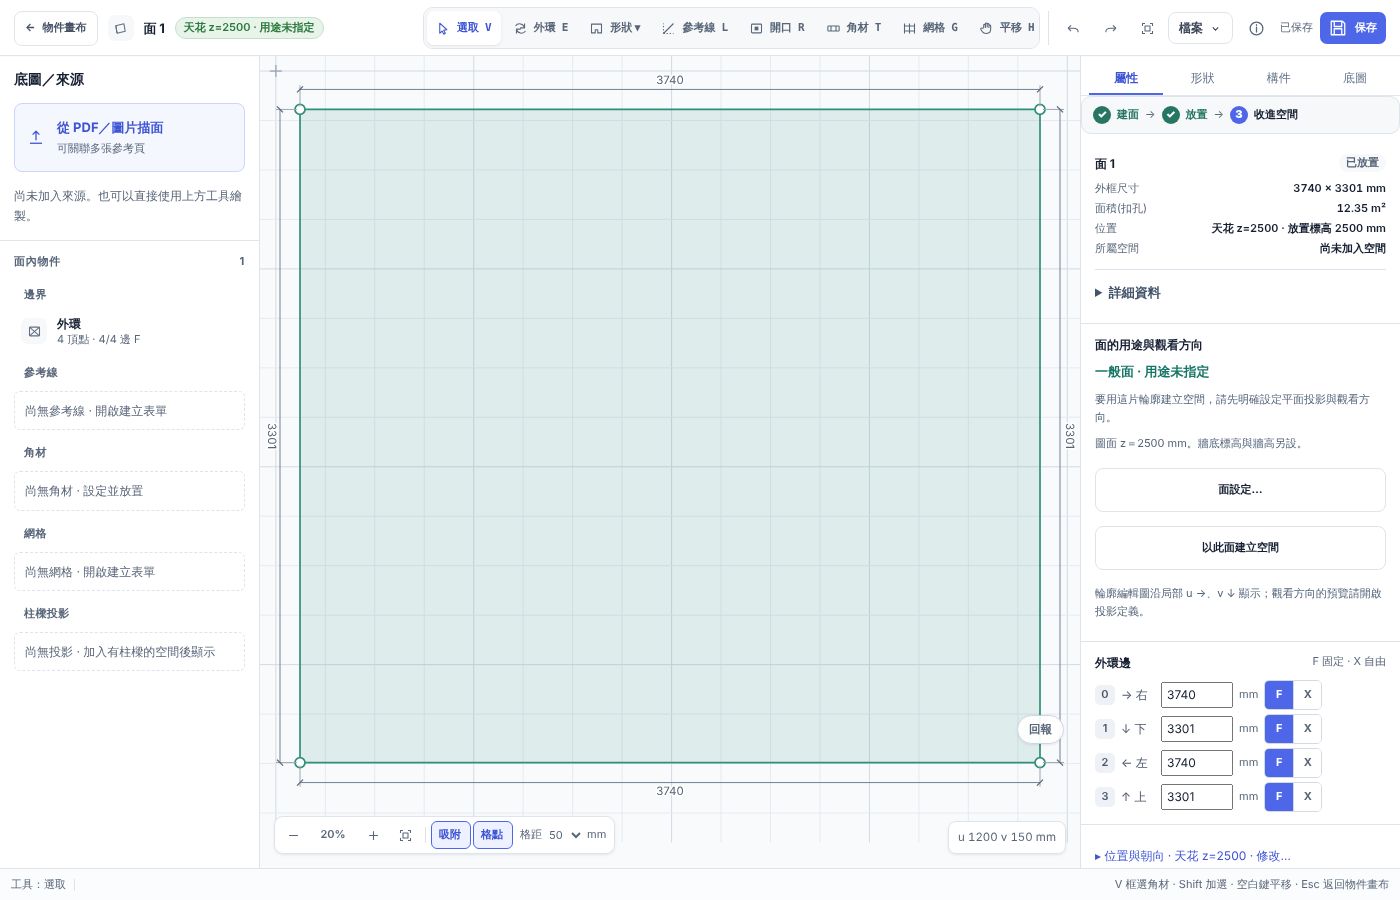 物件畫布
面 1
天花 z=2500 · 用途未指定
選取 V
外環 E
形狀▾
參考線 L
開口 R
角材 T
網格 G
平移 H
檔案
已保存
保存
底圖／來源
從 PDF／圖片描面
可關聯多張參考頁
尚未加入來源。也可以直接使用上方工具繪
製。
面內物件
1
邊界
外環
4 頂點 · 4/4 邊 F
參考線
尚無參考線 · 開啟建立表單
角材
尚無角材 · 設定並放置
網格
尚無網格 · 開啟建立表單
柱樑投影
尚無投影 · 加入有柱樑的空間後顯示
3740
3301
3301
3740
回報
20%
吸附
格點
格距
50
mm
u 1200 v 150 mm
屬性
形狀
構件
底圖
建面 → 放置 → 3 收進空間
面 1
已放置
外框尺寸
3740 × 3301 mm
面積(扣孔)
12.35 m²
位置
天花 z=2500 · 放置標高 2500 mm
所屬空間
尚未加入空間
▶ 詳細資料
面的用途與觀看方向
一般面 · 用途未指定
要用這片輪廓建立空間，請先明確設定平面投影與觀看方
向。
圖面 z = 2500 mm。牆底標高與牆高另設。
面設定…
以此面建立空間
輪廓編輯圖沿局部 u →、v ↓ 顯示；觀看方向的預覽請開啟
投影定義。
外環邊
F 固定 · X 自由
0 → 右 3740 mm F X
1 ↓ 下 3301 mm F X
2 ← 左 3740 mm F X
3 ↑ 上 3301 mm F X
▸ 位置與朝向 · 天花 z=2500 · 修改…
工具：選取
V 框選角材 · Shift 加選 · 空白鍵平移 · Esc 返回物件畫布